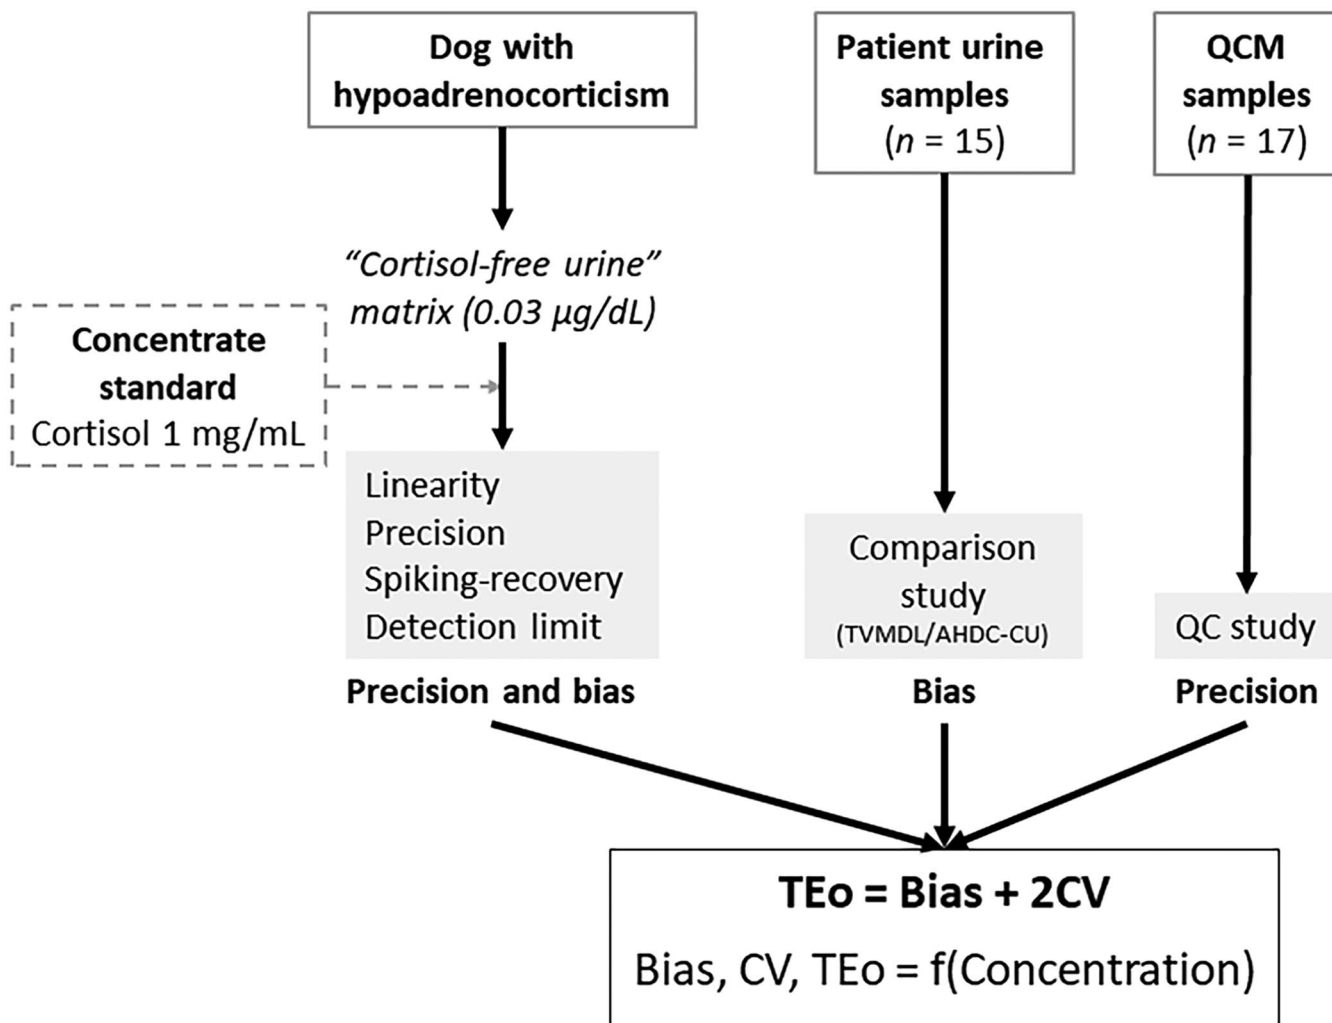 Dog with
hypoadrenocorticism
Patient urine
samples
(n = 15)
QCM
samples
(n = 17)
“Cortisol-free urine”
matrix (0.03 µg/dL)
Concentrate
standard
Cortisol 1 mg/mL
Linearity
Precision
Spiking-recovery
Detection limit
Comparison
study
(TVMDL/AHDC-CU)
QC study
Precision and bias
Bias
Precision
TEo = Bias + 2CV
Bias, CV, TEo = f(Concentration)